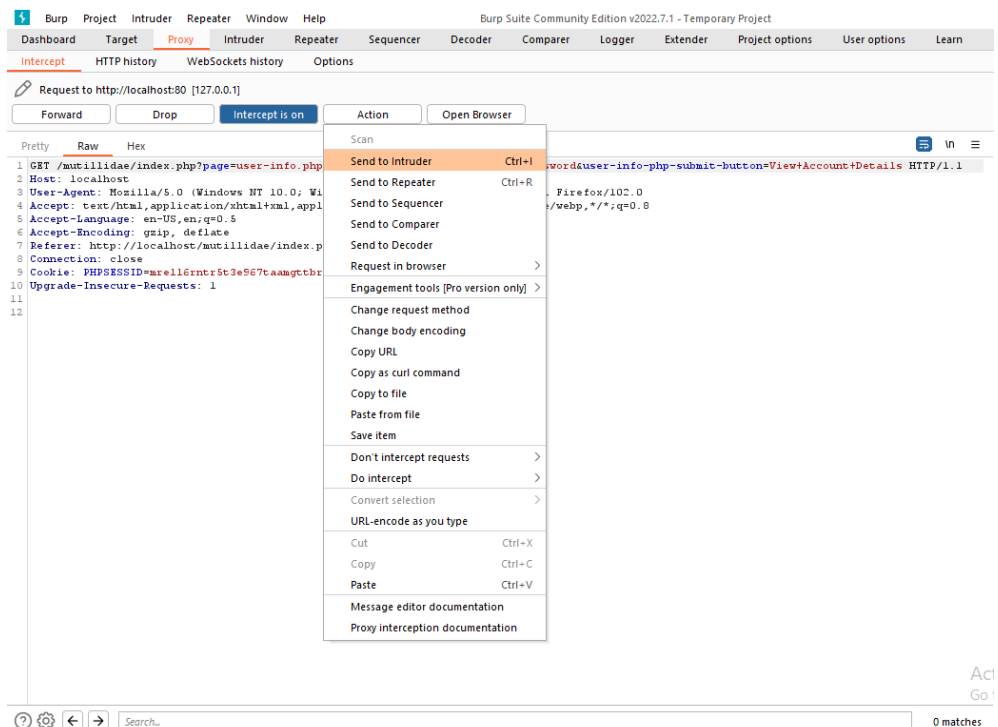 Burp Project Intruder Repeater Window Help Burp Suite Community Edition v2022.7.1 - Temporary Project
Dashboard Target Proxy Intruder Repeater Sequencer Decoder Comparer Logger Extender Project options User options Learn
Intercept HTTP history WebSockets history Options
Request to http://localhost:80 [127.0.0.1]
Forward Drop Intercept is on Action Open Browser
Pretty Raw Hex \n
1 GET /mutillidae/index.php?page=user-info.php word&user-info-php-submit-button=View+Account+Details HTTP/1.1
2 Host: localhost
3 User-Agent: Mozilla/5.0 (Windows NT 10.0; Wi Firefox/102.0
4 Accept: text/html,application/xhtml+xml,appl e/webp,*/*;q=0.8
5 Accept-Language: en-US,en;q=0.5
6 Accept-Encoding: gzip, deflate
7 Referer: http://localhost/mutillidae/index.p
8 Connection: close
9 Cookie: PHPSESSID=mrell6rntr5t3e967taamgttbr
10 Upgrade-Insecure-Requests: 1
11
12
Scan
Send to Intruder Ctrl+I
Send to Repeater Ctrl+R
Send to Sequencer
Send to Comparer
Send to Decoder
Request in browser >
Engagement tools [Pro version only] >
Change request method
Change body encoding
Copy URL
Copy as curl command
Copy to file
Paste from file
Save item
Don't intercept requests >
Do intercept >
Convert selection >
URL-encode as you type
Cut Ctrl+X
Copy Ctrl+C
Paste Ctrl+V
Message editor documentation
Proxy interception documentation
Act
Go t
Search... 0 matches